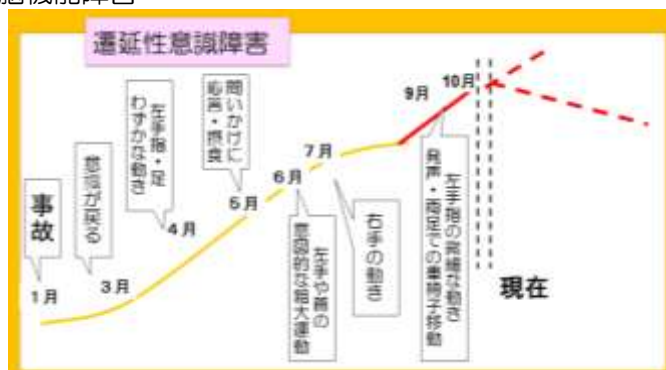 脳機能障害
遷延性意識障害
事故
1月
意識が戻る
3月
左手指・足
わずかな動き
4月
問いかけに
応答・摂食
5月
6月
左手や首の
意図的な粗大運動
7月
右手の動き
9月
10月
左手指の微細な動き
発声・両足での車椅子移動
現在